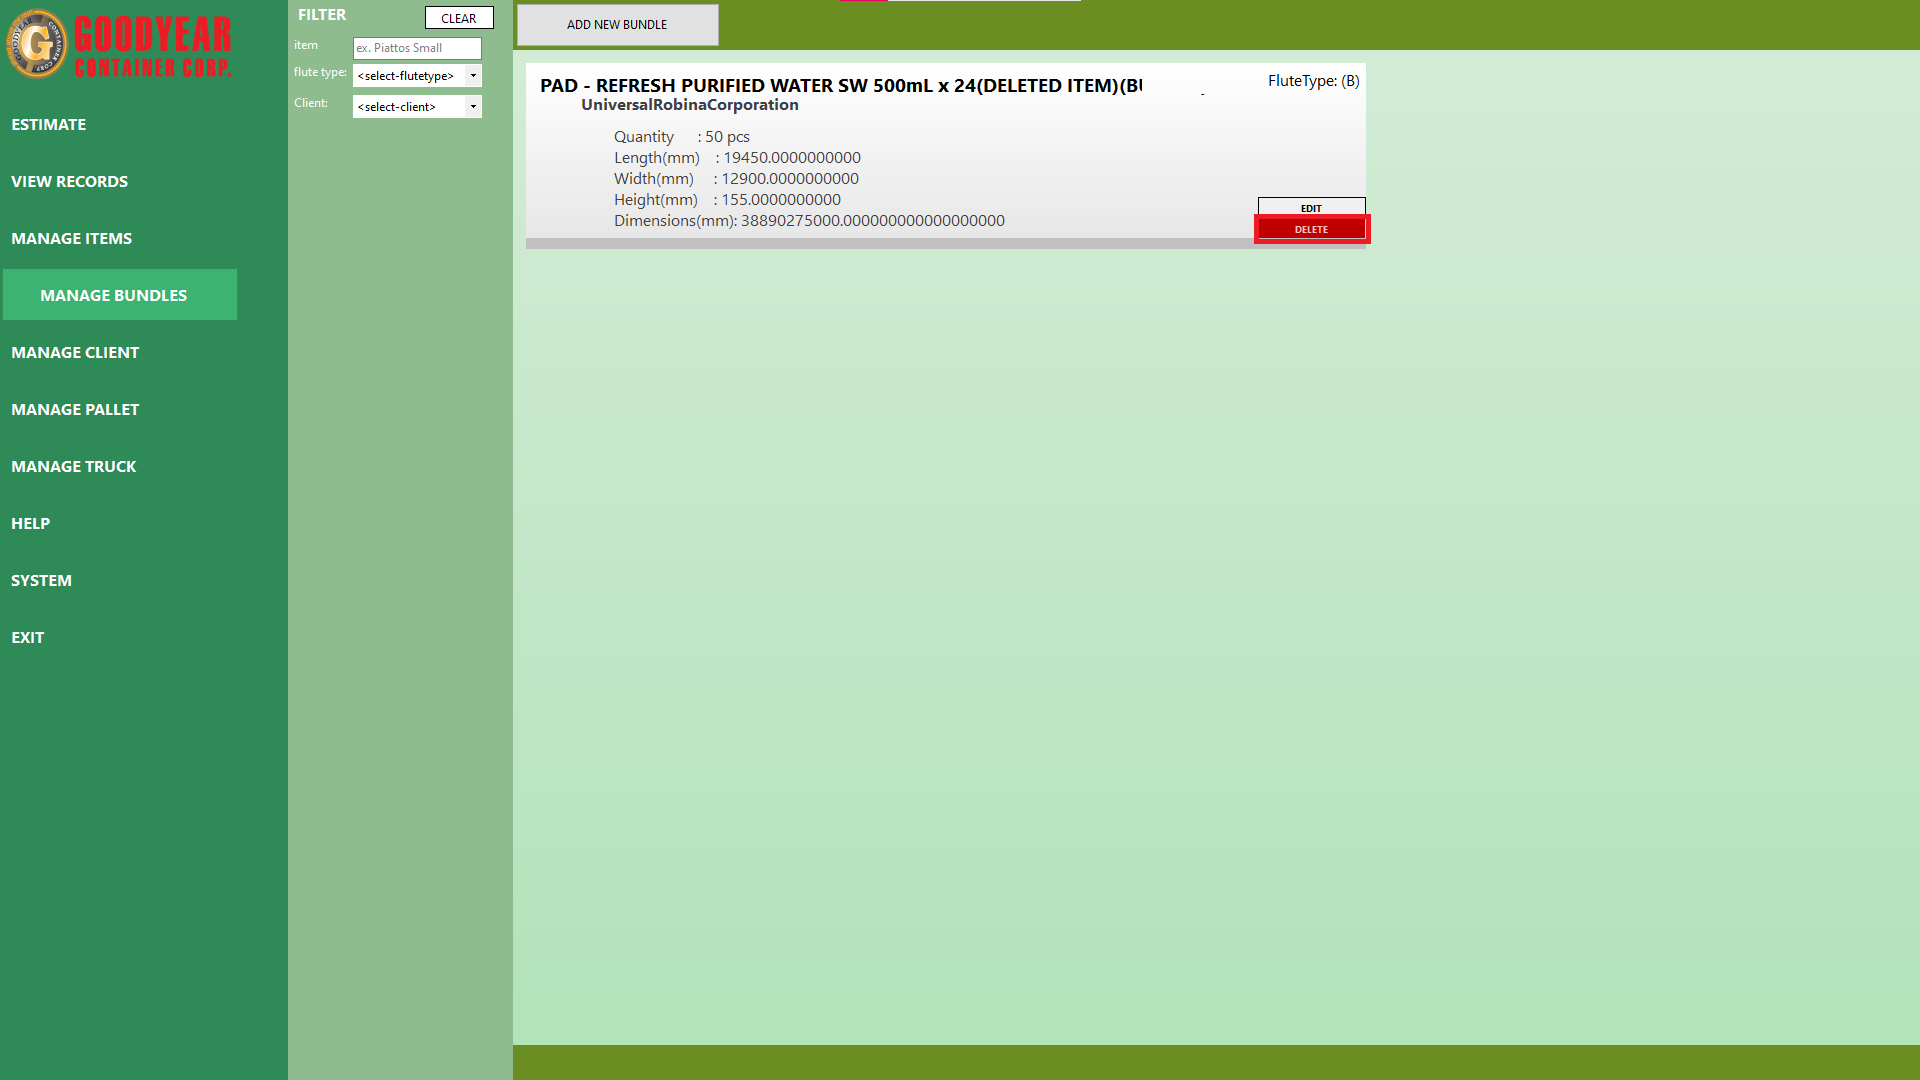 GOODYEAR
CONTAINER CORP.
ESTIMATE
VIEW RECORDS
MANAGE ITEMS
MANAGE BUNDLES
MANAGE CLIENT
MANAGE PALLET
MANAGE TRUCK
HELP
SYSTEM
EXIT
FILTER
CLEAR
item
ex. Piattos Small
flute type:
<select-flutetype>
Client:
<select-client>
ADD NEW BUNDLE
PAD - REFRESH PURIFIED WATER SW 500mL x 24(DELETED ITEM)(BU
-
FluteType: (B)
UniversalRobinaCorporation
Quantity : 50 pcs
Length(mm) : 19450.0000000000
Width(mm) : 12900.0000000000
Height(mm) : 155.0000000000
Dimensions(mm): 38890275000.000000000000000000
EDIT
DELETE